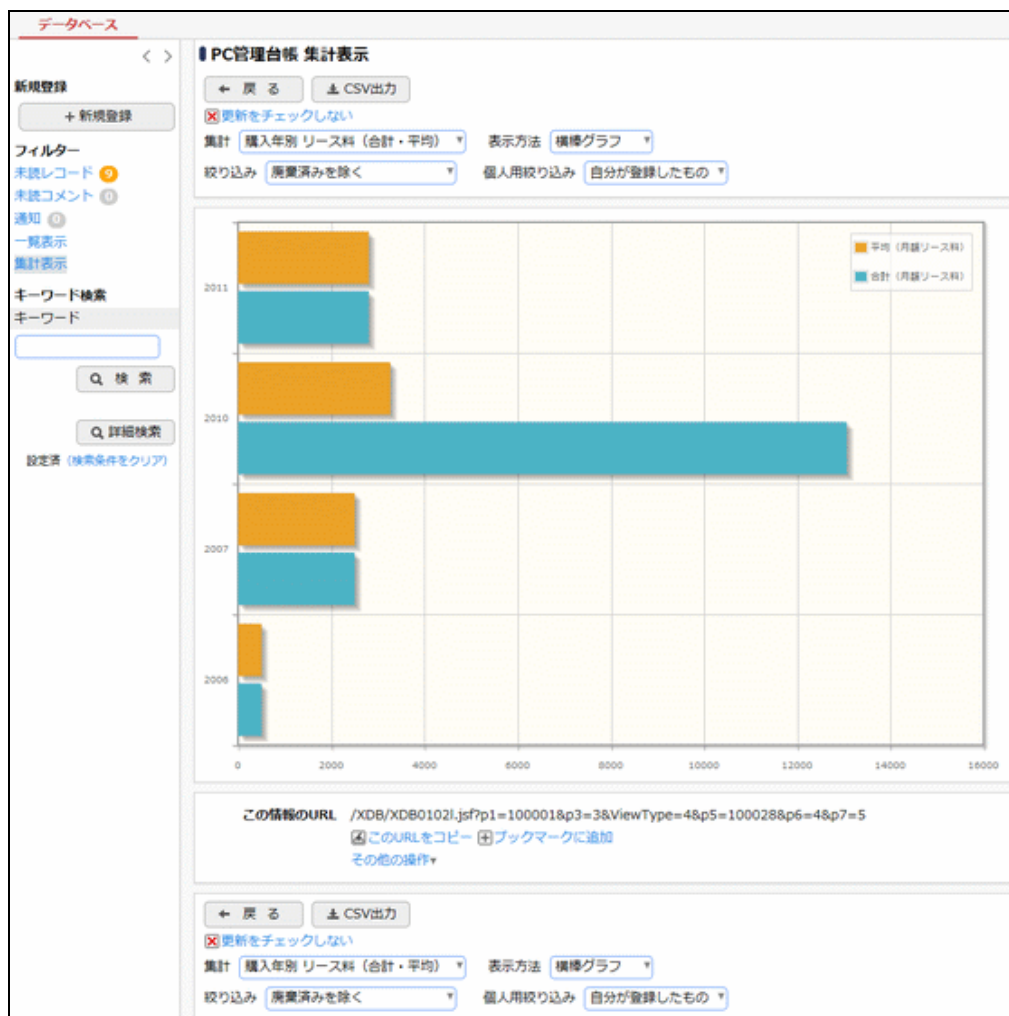 データベース
新規登録
+ 新規登録
フィルター
未読レコード 9
未読コメント 0
通知 0
一覧表示
集計表示
キーワード検索
キーワード
検 索
詳細検索
設定済 (検索条件をクリア)
PC管理台帳 集計表示
← 戻 る CSV出力
更新をチェックしない
集計 購入年別 リース料（合計・平均） 表示方法 横棒グラフ
絞り込み 廃棄済みを除く 個人用絞り込み 自分が登録したもの
平均（月額リース料）
合計（月額リース料）
2011
2010
2007
2006
0 2000 4000 6000 8000 10000 12000 14000 16000
この情報のURL /XDB/XDB0102l.jsf?p1=100001&p3=3&ViewType=4&p5=100028&p6=4&p7=5
このURLをコピー ブックマークに追加
その他の操作▾
← 戻 る CSV出力
更新をチェックしない
集計 購入年別 リース料（合計・平均） 表示方法 横棒グラフ
絞り込み 廃棄済みを除く 個人用絞り込み 自分が登録したもの